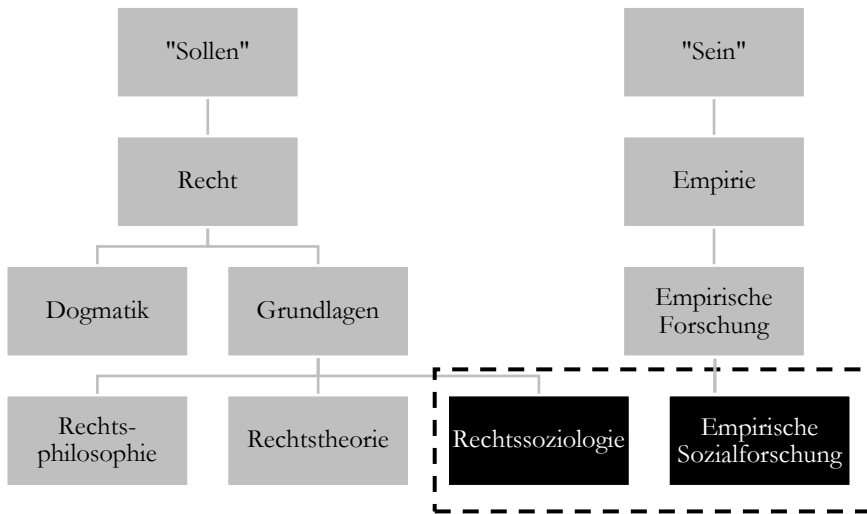 "Sollen"
"Sein"
Recht
Empirie
Dogmatik
Grundlagen
Empirische
Forschung
Rechts-
philosophie
Rechtstheorie
Rechtssoziologie
Empirische
Sozialforschung